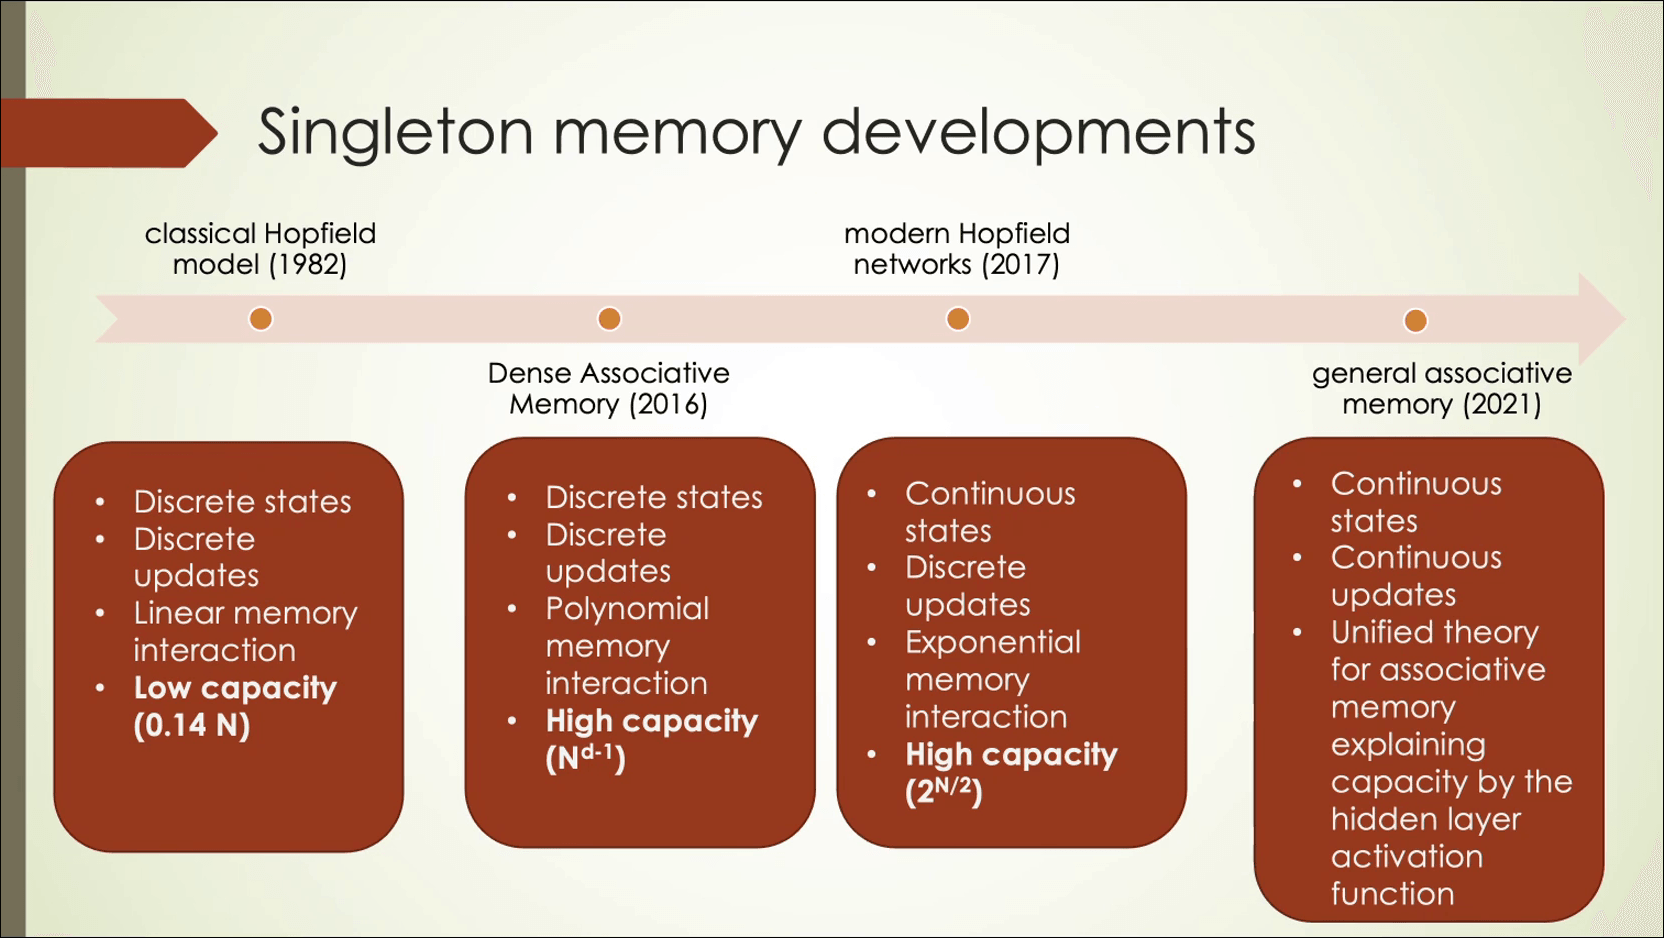 Singleton memory developments
classical Hopfield
model (1982)
modern Hopfield
networks (2017)
Dense Associative
Memory (2016)
general associative
memory (2021)
• Discrete states
• Discrete
updates
• Linear memory
interaction
• Low capacity
(0.14 N)
• Discrete states
• Discrete
updates
• Polynomial
memory
interaction
• High capacity
(Nᵈ⁻¹)
• Continuous
states
• Discrete
updates
• Exponential
memory
interaction
• High capacity
(2ᴺᐟ²)
• Continuous
states
• Continuous
updates
• Unified theory
for associative
memory
explaining
capacity by the
hidden layer
activation
function